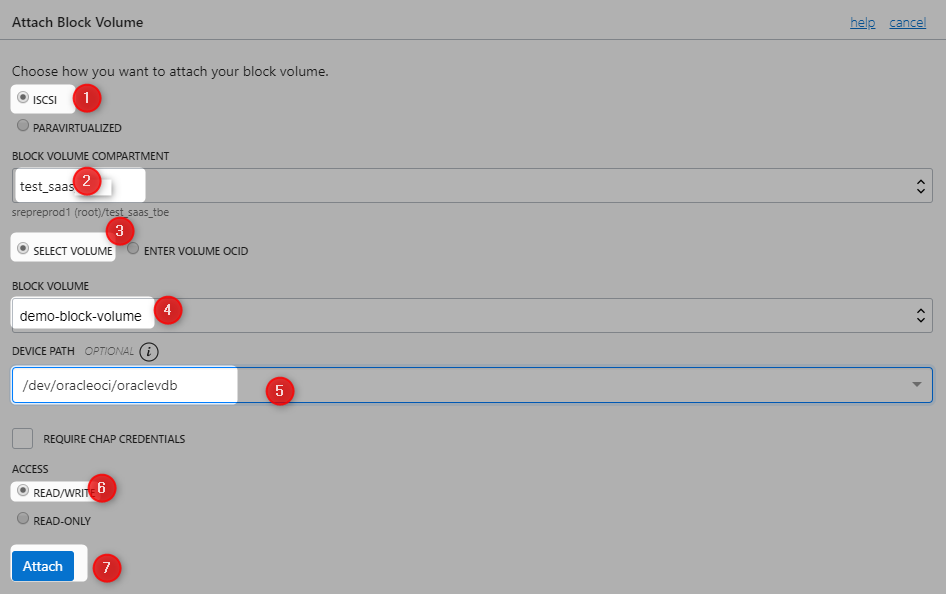 Attach Block Volume help cancel
Choose how you want to attach your block volume.
ISCSI 1
PARAVIRTUALIZED
BLOCK VOLUME COMPARTMENT
test_saas 2
srepreprod1 (root)/test_saas_tbe
3
SELECT VOLUME ENTER VOLUME OCID
BLOCK VOLUME
demo-block-volume 4
DEVICE PATH OPTIONAL i
/dev/oracleoci/oraclevdb 5
REQUIRE CHAP CREDENTIALS
ACCESS
READ/WRITE 6
READ-ONLY
Attach 7